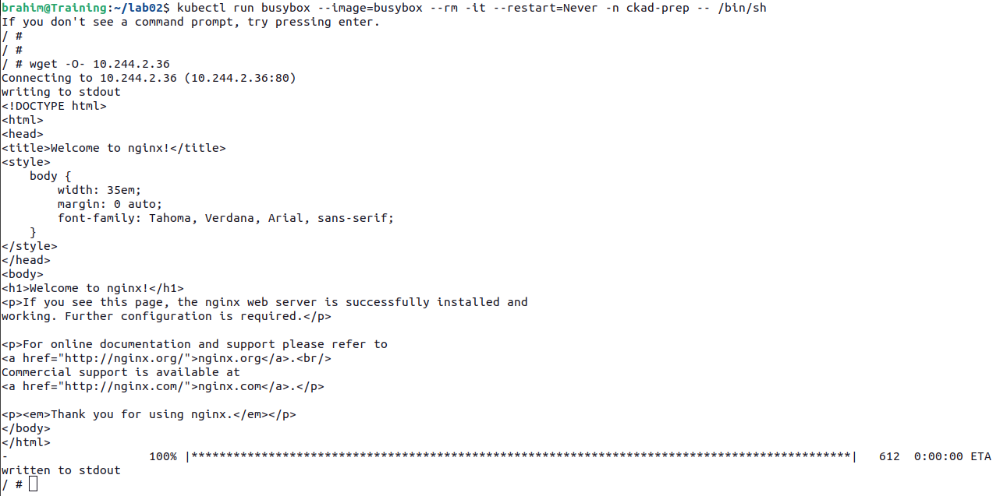 brahim@Training:~/lab02$ kubectl run busybox --image=busybox --rm -it --restart=Never -n ckad-prep -- /bin/sh
If you don't see a command prompt, try pressing enter.
/ #
/ #
/ # wget -O- 10.244.2.36
Connecting to 10.244.2.36 (10.244.2.36:80)
writing to stdout
<!DOCTYPE html>
<html>
<head>
<title>Welcome to nginx!</title>
<style>
    body {
        width: 35em;
        margin: 0 auto;
        font-family: Tahoma, Verdana, Arial, sans-serif;
    }
</style>
</head>
<body>
<h1>Welcome to nginx!</h1>
<p>If you see this page, the nginx web server is successfully installed and
working. Further configuration is required.</p>

<p>For online documentation and support please refer to
<a href="http://nginx.org/">nginx.org</a>.<br/>
Commercial support is available at
<a href="http://nginx.com/">nginx.com</a>.</p>

<p><em>Thank you for using nginx.</em></p>
</body>
</html>
-                    100% |**********************************************************************************************|   612  0:00:00 ETA
written to stdout
/ #